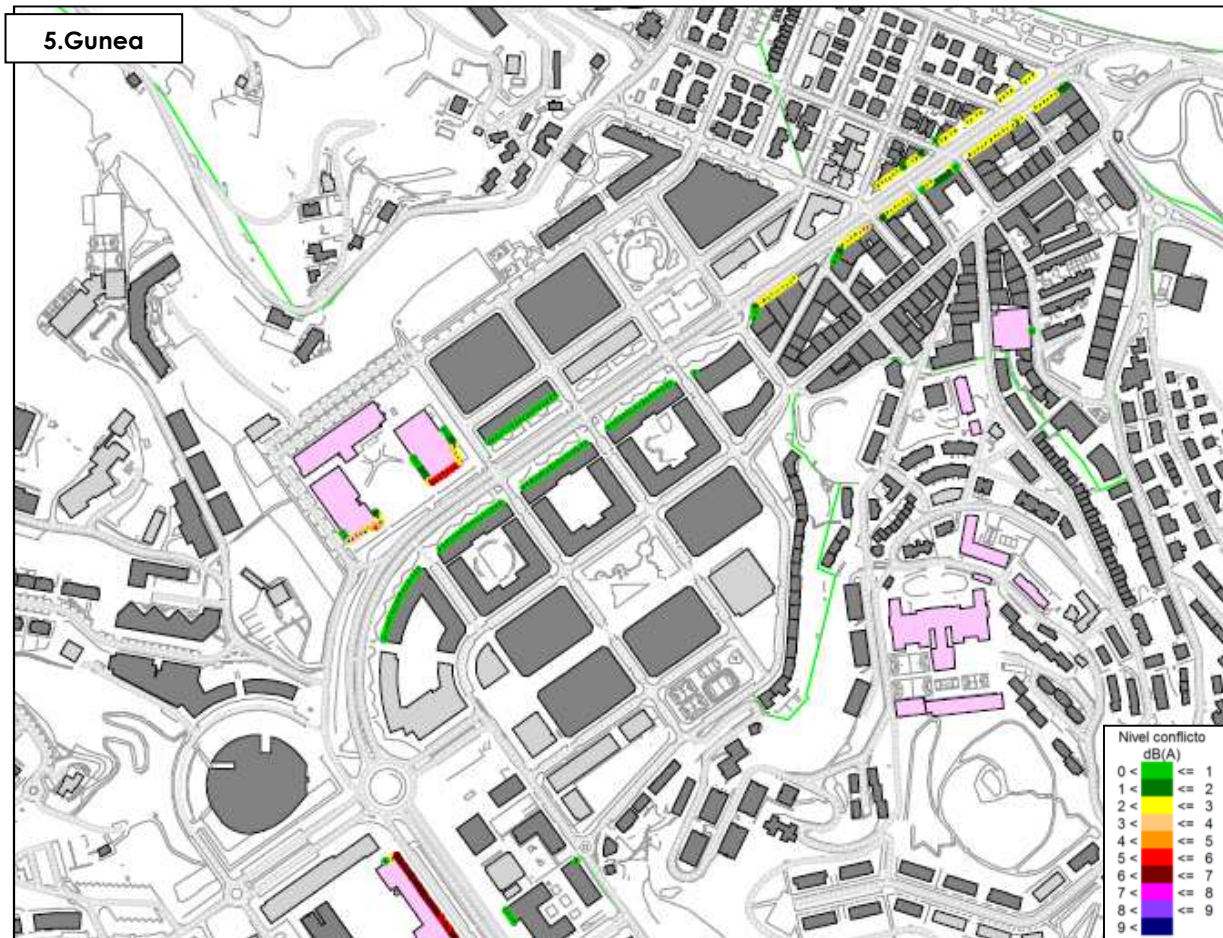 5.Gunea
Nivel conflicto
dB(A)
0 < <= 1
1 < <= 2
2 < <= 3
3 < <= 4
4 < <= 5
5 < <= 6
6 < <= 7
7 < <= 8
8 < <= 9
9 <